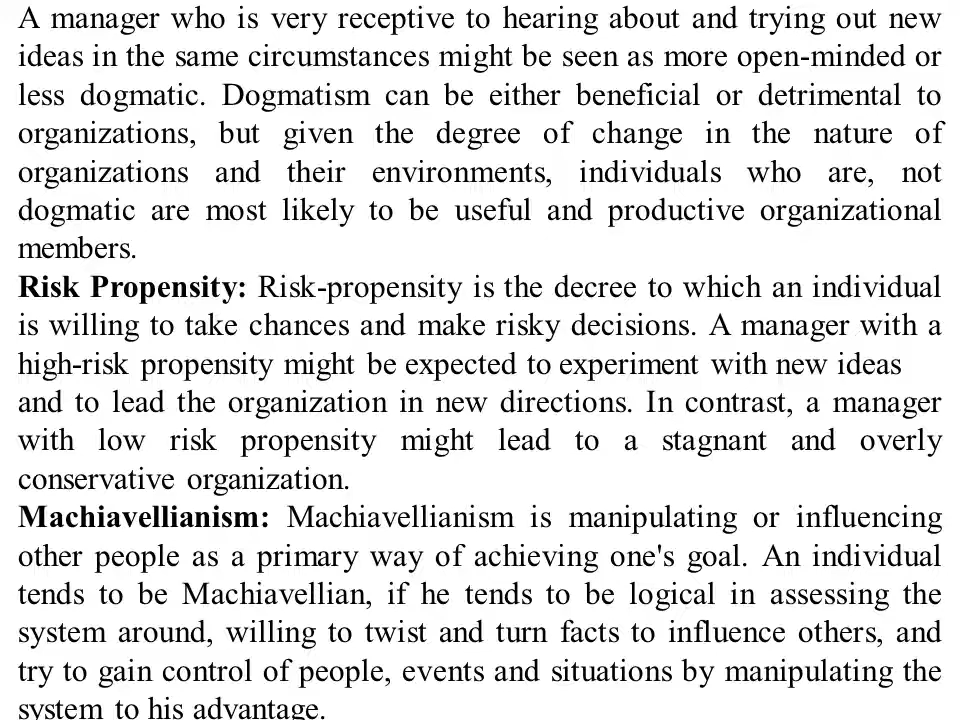 A manager who is very receptive to hearing about and trying out new
ideas in the same circumstances might be seen as more open-minded or
less dogmatic. Dogmatism can be either beneficial or detrimental to
organizations, but given the degree of change in the nature of
organizations and their environments, individuals who are, not
dogmatic are most likely to be useful and productive organizational
members.
Risk Propensity: Risk-propensity is the decree to which an individual
is willing to take chances and make risky decisions. A manager with a
high-risk propensity might be expected to experiment with new ideas
and to lead the organization in new directions. In contrast, a manager
with low risk propensity might lead to a stagnant and overly
conservative organization.
Machiavellianism: Machiavellianism is manipulating or influencing
other people as a primary way of achieving one's goal. An individual
tends to be Machiavellian, if he tends to be logical in assessing the
system around, willing to twist and turn facts to influence others, and
try to gain control of people, events and situations by manipulating the
system to his advantage.